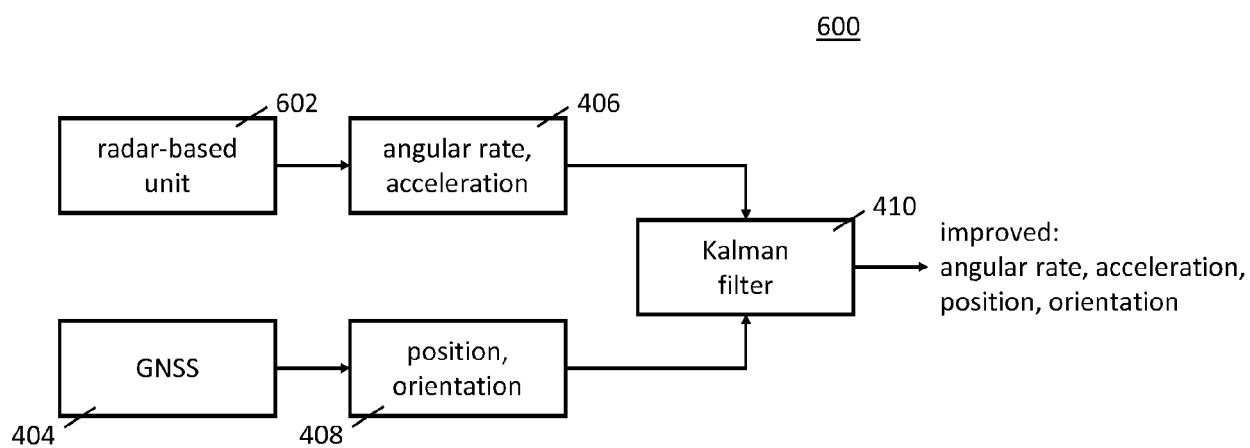 600
602
406
radar-based
unit
angular rate,
acceleration
410
Kalman
filter
improved:
angular rate, acceleration,
position, orientation
GNSS
position,
orientation
404
408